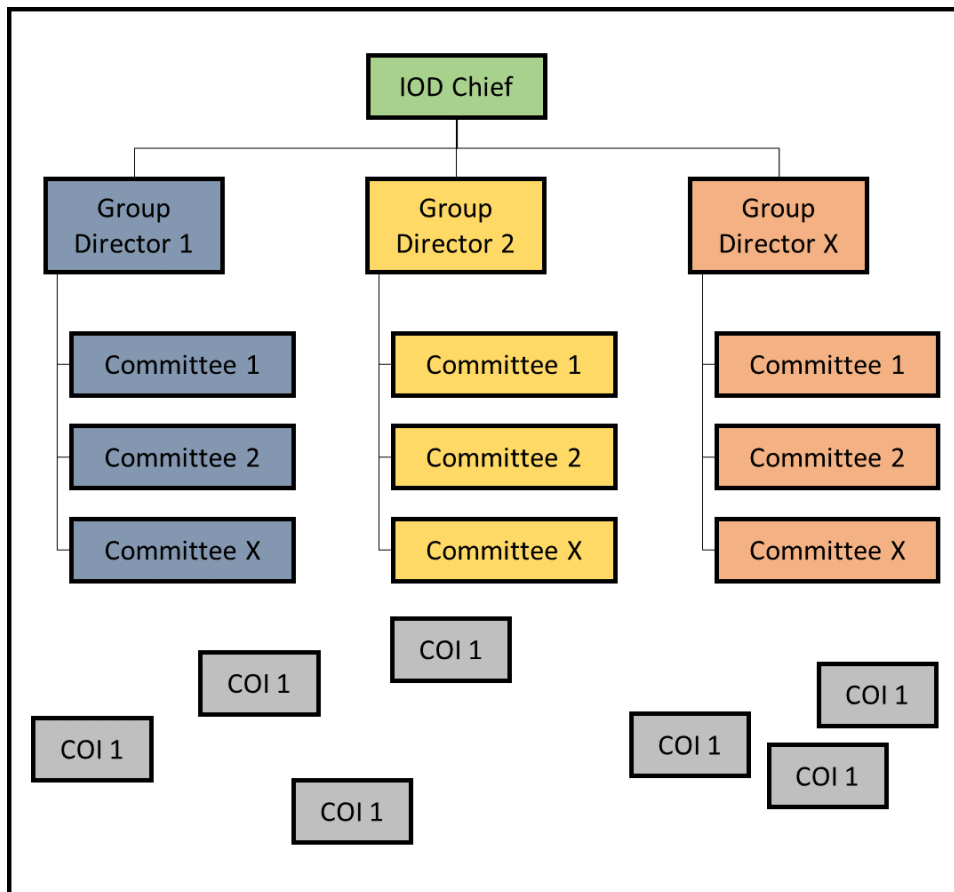 IOD Chief
Group
Director 1
Group
Director 2
Group
Director X
Committee 1
Committee 1
Committee 1
Committee 2
Committee 2
Committee 2
Committee X
Committee X
Committee X
COI 1
COI 1
COI 1
COI 1
COI 1
COI 1
COI 1